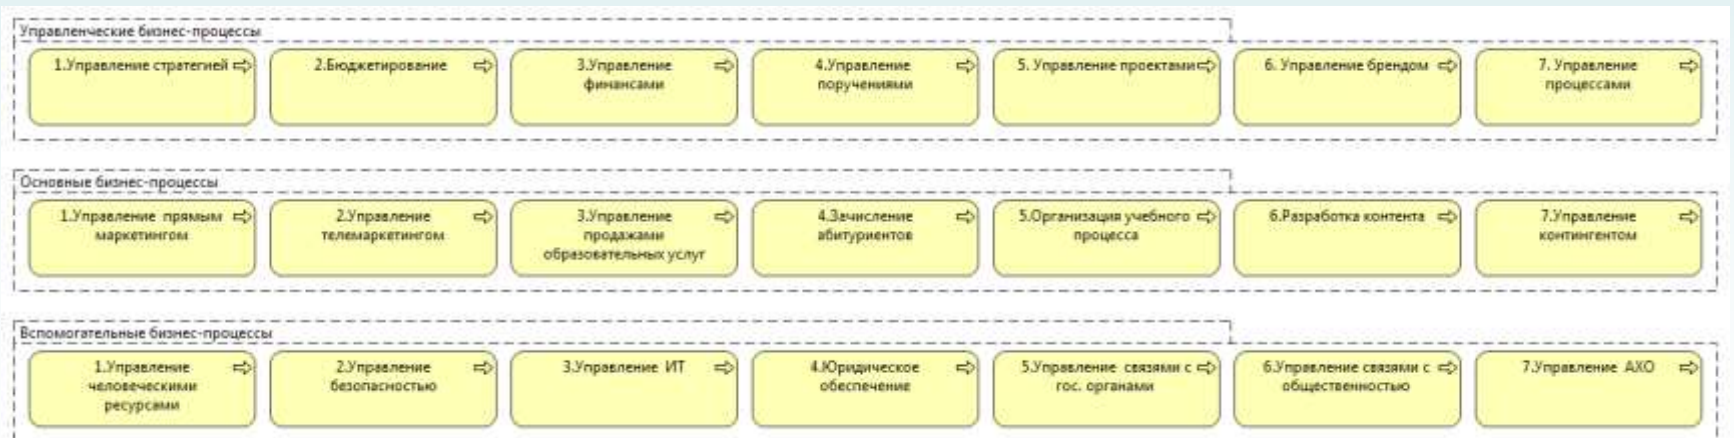 Управленческие бизнес-процессы
1.Управление стратегией
2.Бюджетирование
3.Управление
финансами
4.Управление
поручениями
5. Управление проектами
6. Управление брендом
7. Управление
процессами
Основные бизнес-процессы
1.Управление прямым
маркетингом
2.Управление
телемаркетингом
3.Управление
продажами
образовательных услуг
4.Зачисление
абитуриентов
5.Организация учебного
процесса
6.Разработка контента
7.Управление
контингентом
Вспомогательные бизнес-процессы
1.Управление
человеческими
ресурсами
2.Управление
безопасностью
3.Управление ИТ
4.Юридическое
обеспечение
5.Управление связями с
гос. органами
6.Управление связями с
общественностью
7.Управление АХО